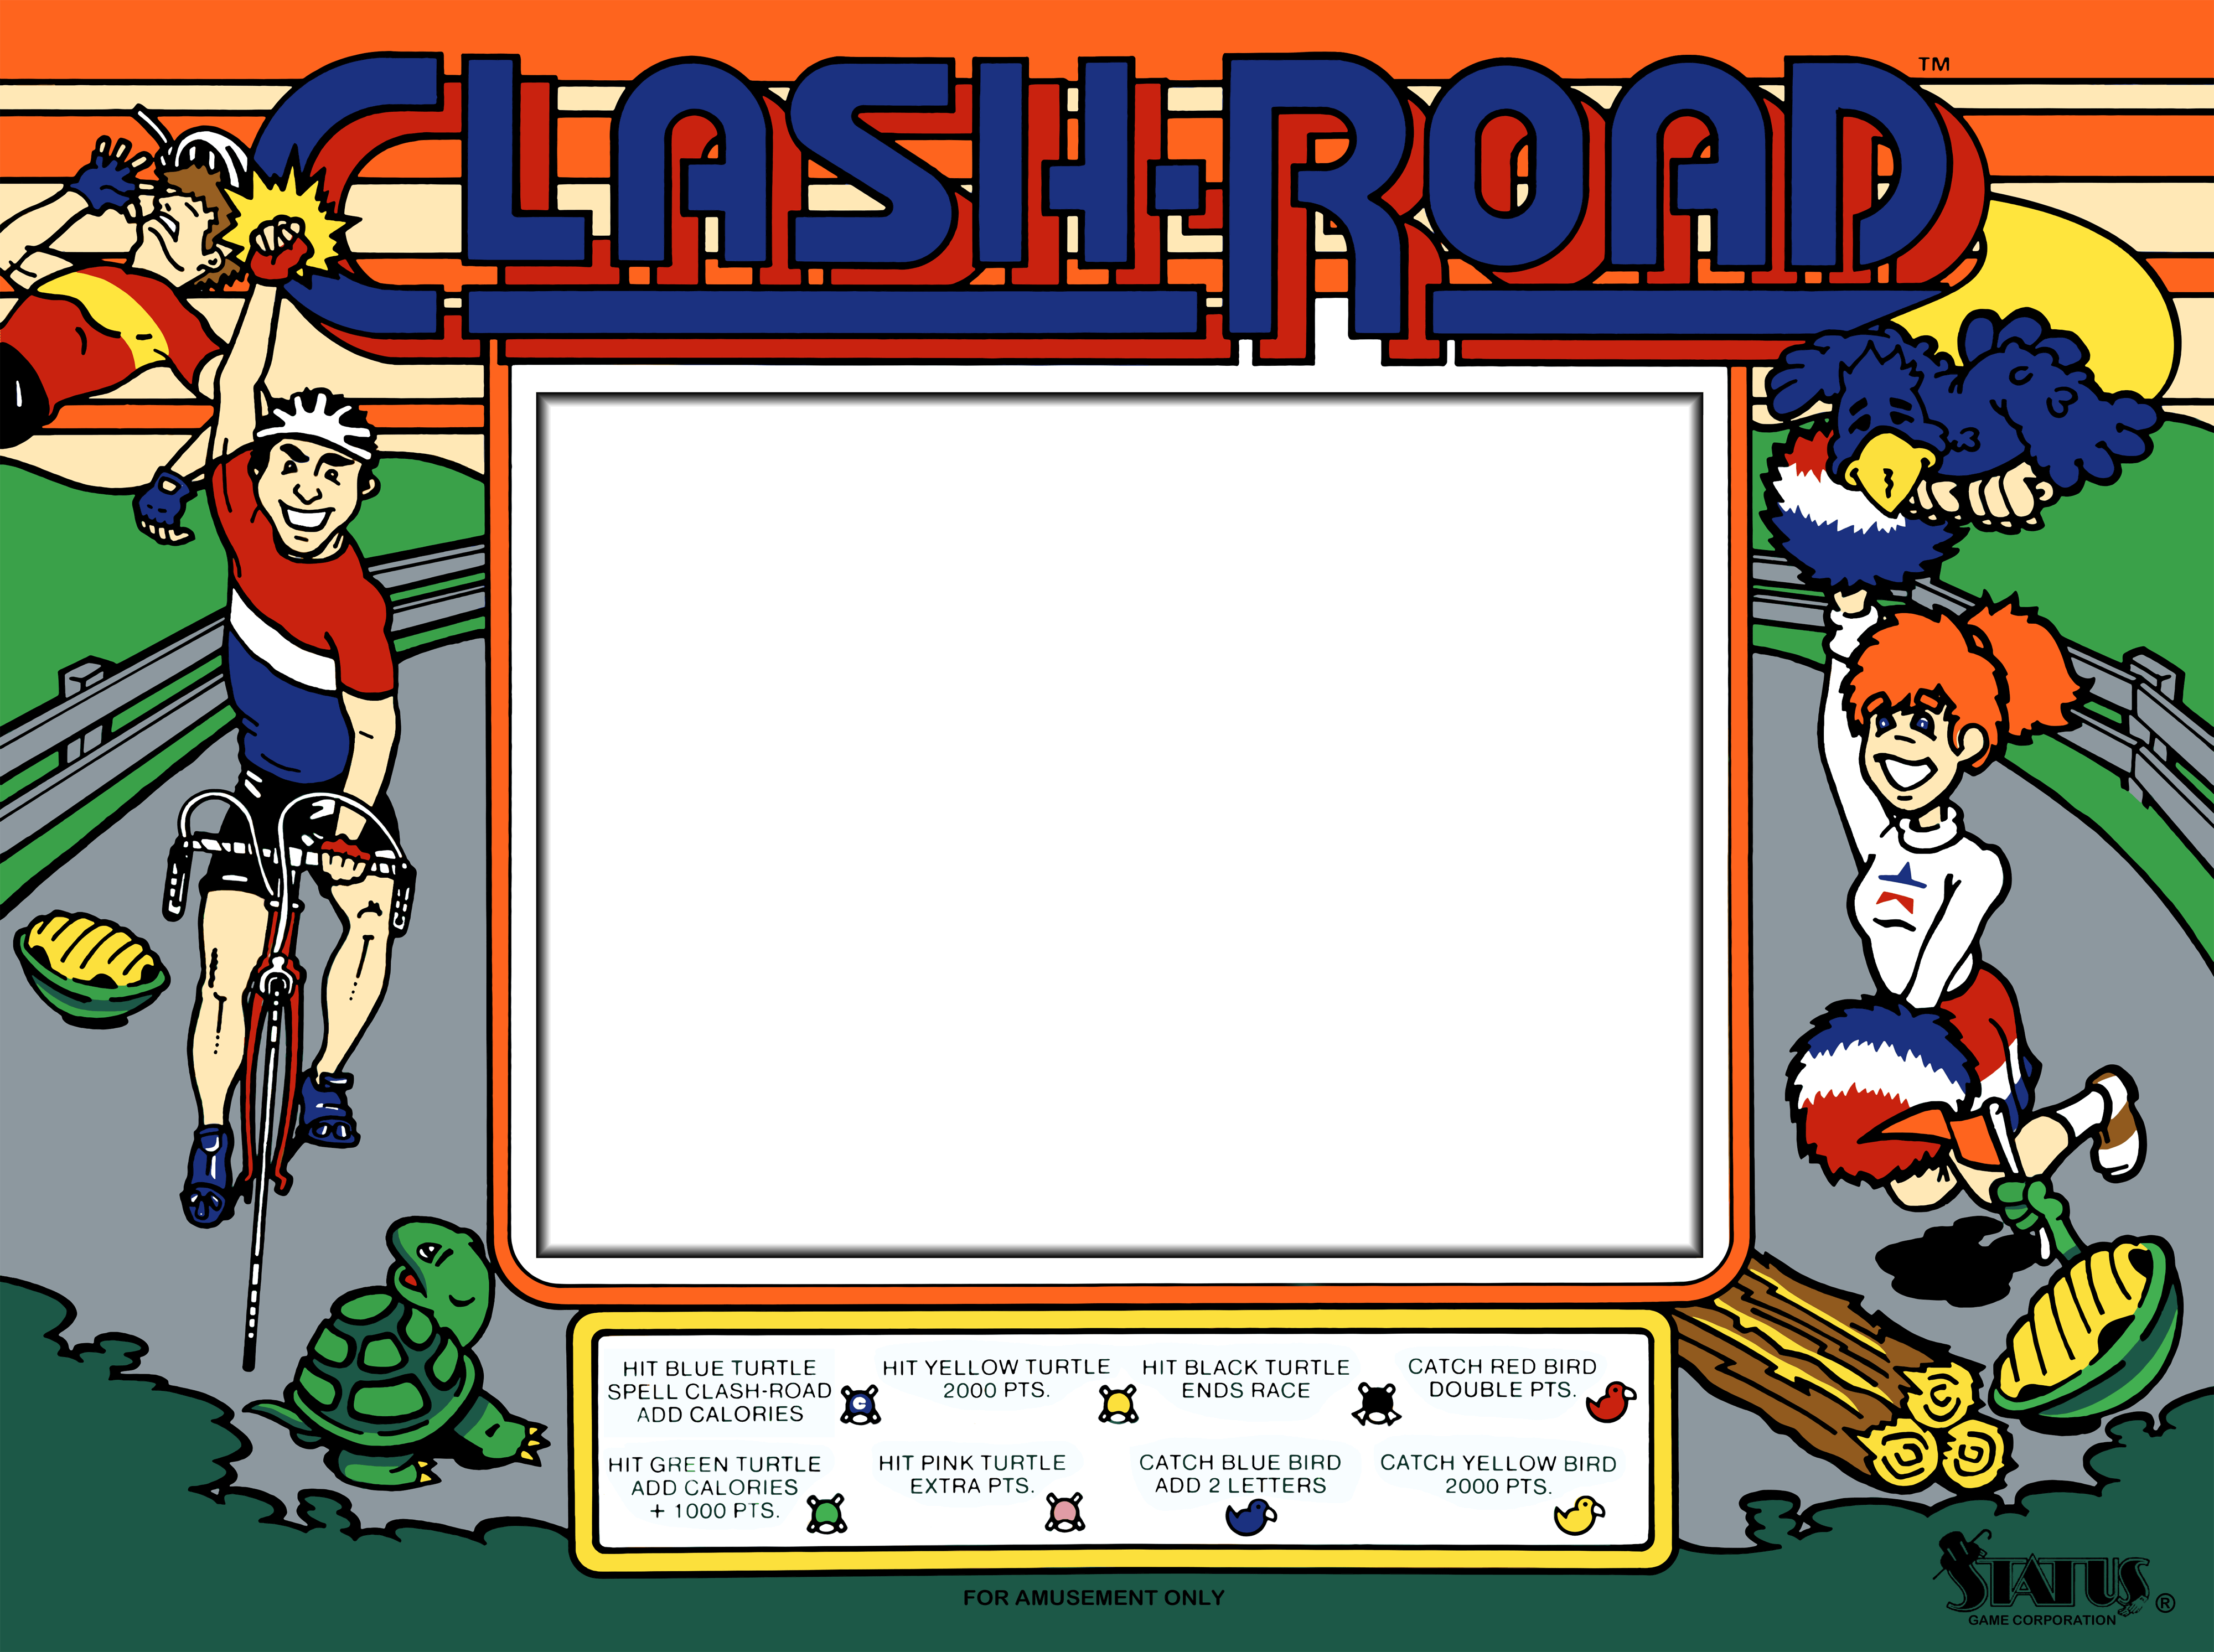 CLASH-ROAD TM
HIT BLUE TURTLE
SPELL CLASH-ROAD
ADD CALORIES
C
HIT YELLOW TURTLE
2000 PTS.
HIT BLACK TURTLE
ENDS RACE
CATCH RED BIRD
DOUBLE PTS.
HIT GREEN TURTLE
ADD CALORIES
+ 1000 PTS.
HIT PINK TURTLE
EXTRA PTS.
CATCH BLUE BIRD
ADD 2 LETTERS
CATCH YELLOW BIRD
2000 PTS.
FOR AMUSEMENT ONLY
STATUS ®
GAME CORPORATION